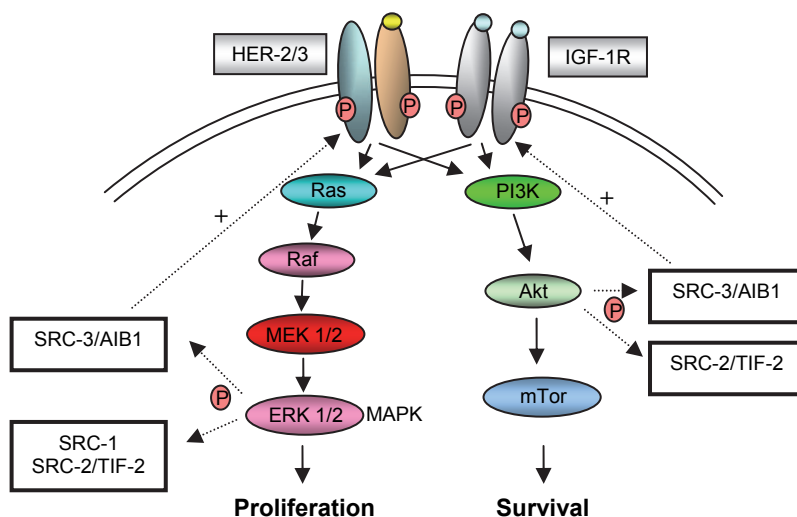 HER-2/3
IGF-1R
P
P
P
P
Ras
PI3K
+
+
Raf
Akt
SRC-3/AIB1
P
SRC-3/AIB1
MEK 1/2
SRC-2/TIF-2
P
mTor
ERK 1/2 MAPK
SRC-1
SRC-2/TIF-2
Proliferation
Survival